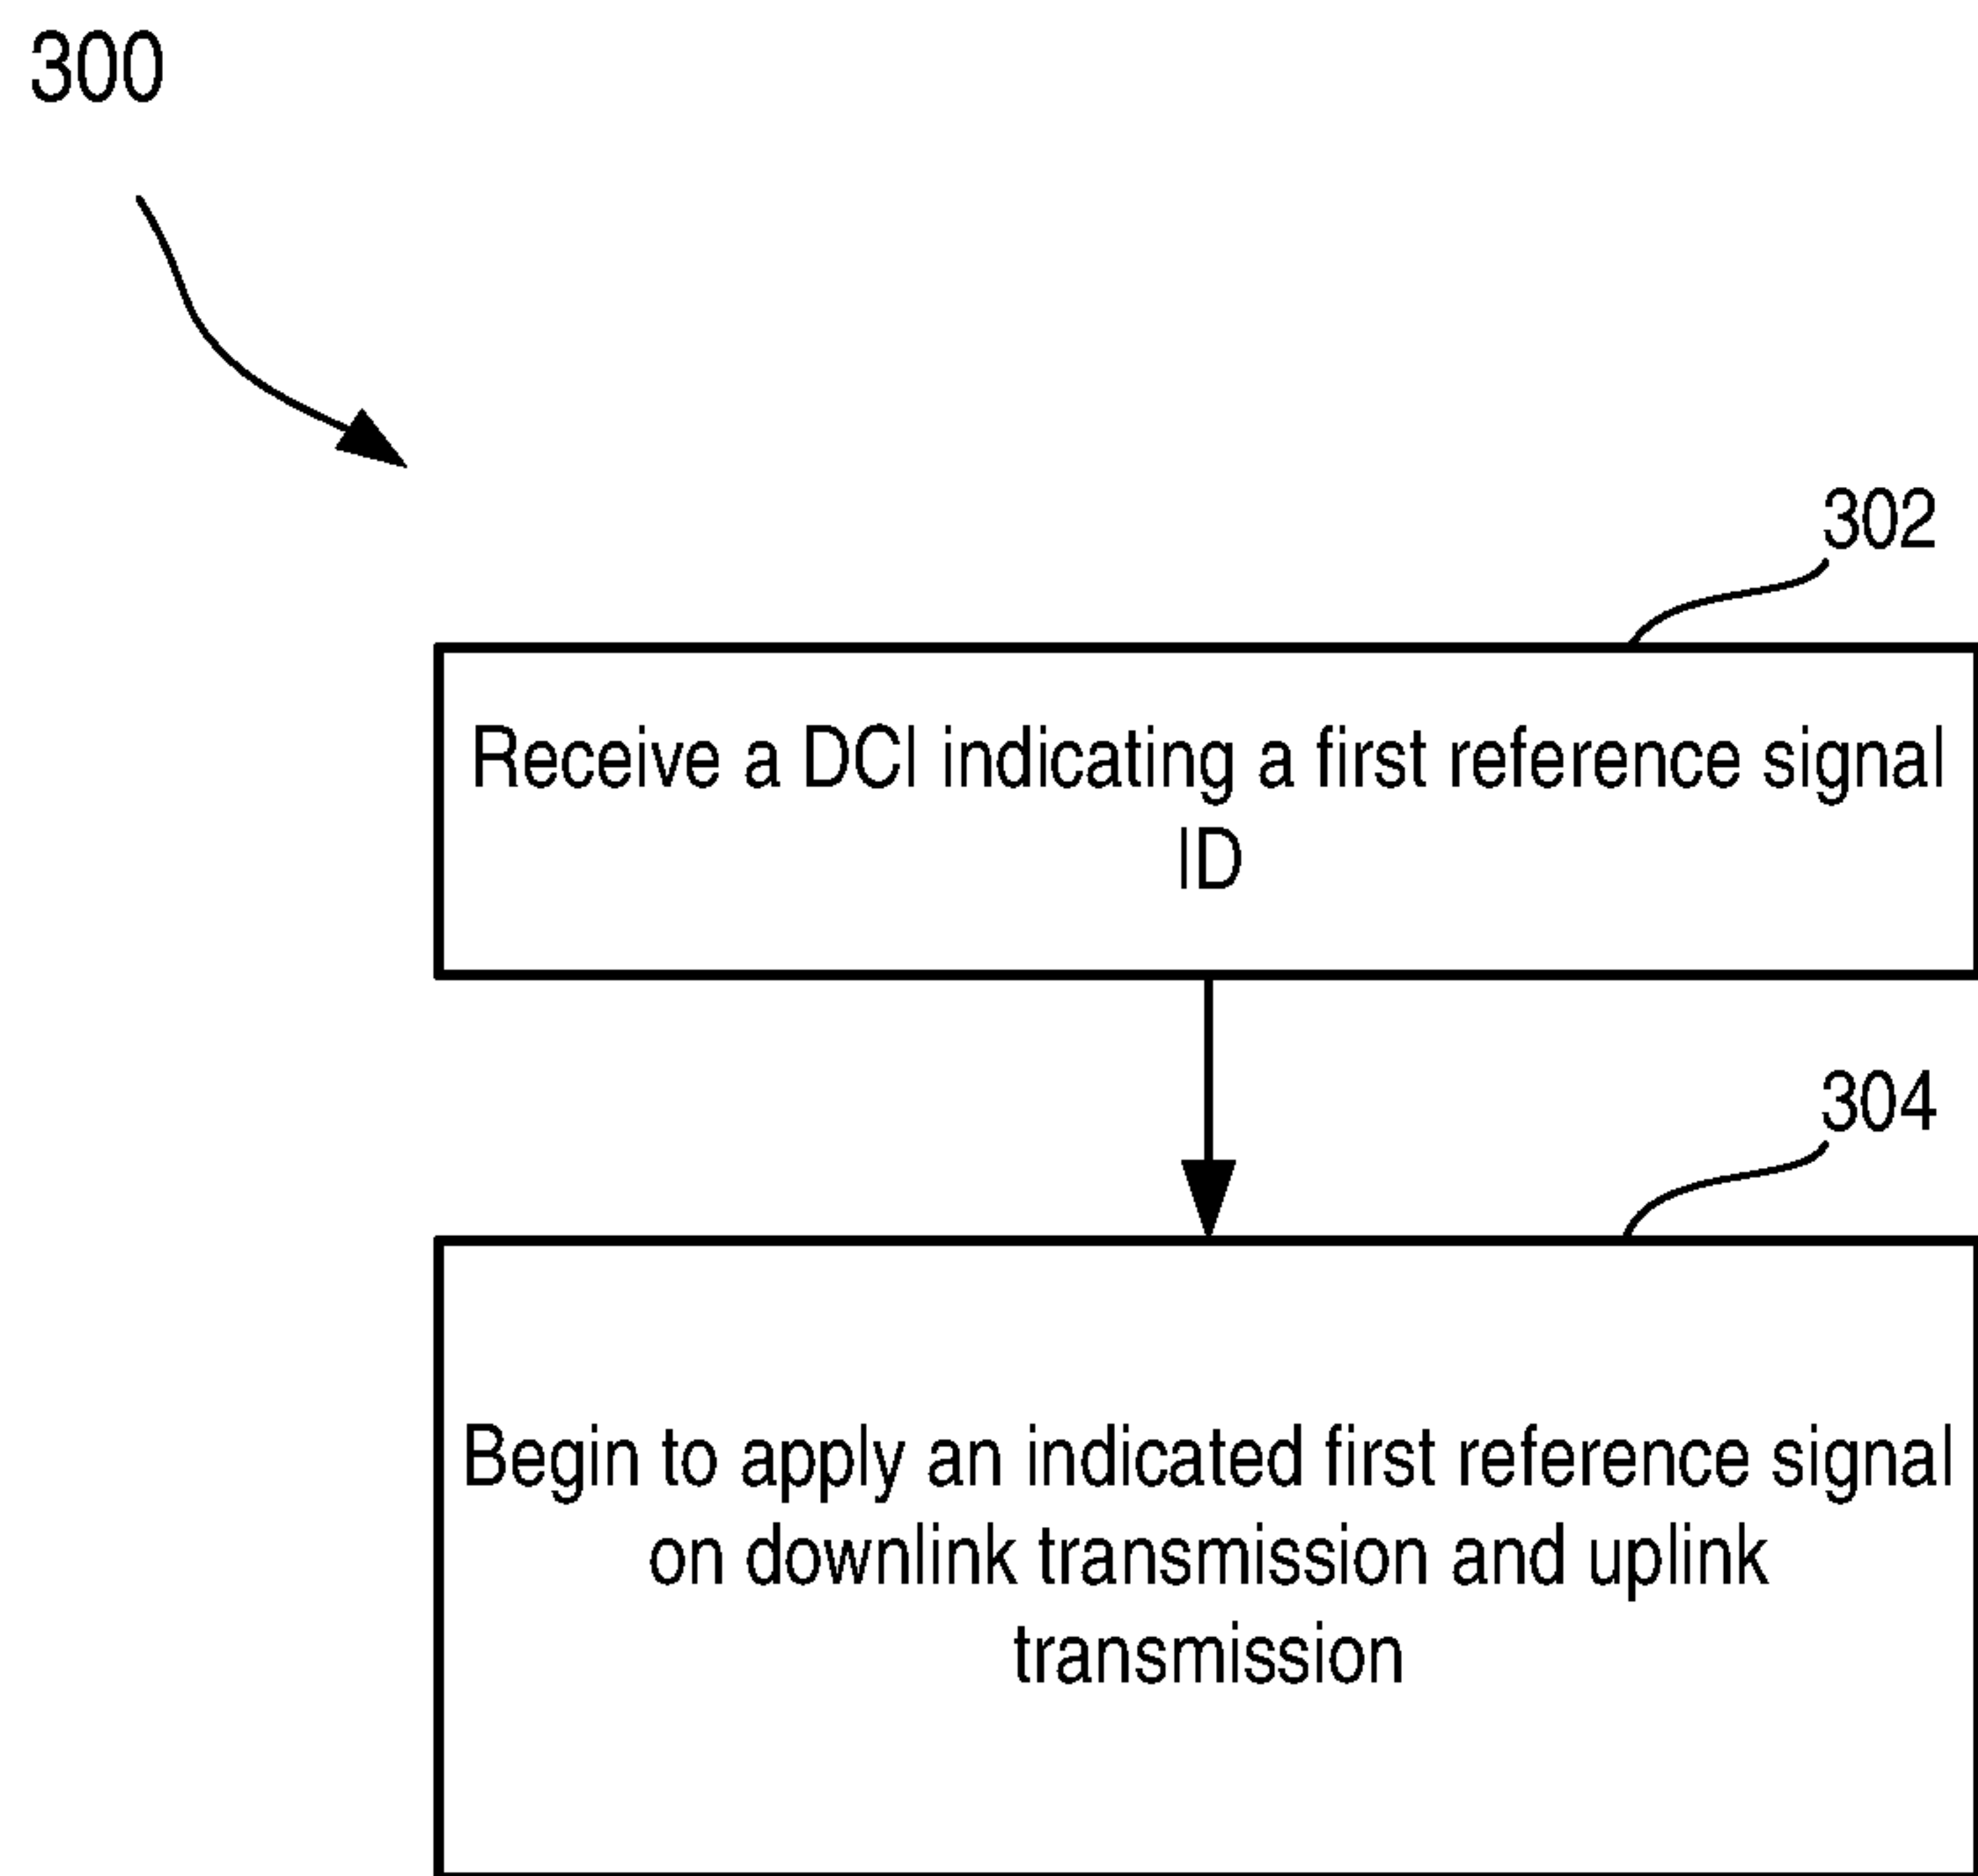 300
302
Receive a DCI indicating a first reference signal
ID
304
Begin to apply an indicated first reference signal
on downlink transmission and uplink
transmission